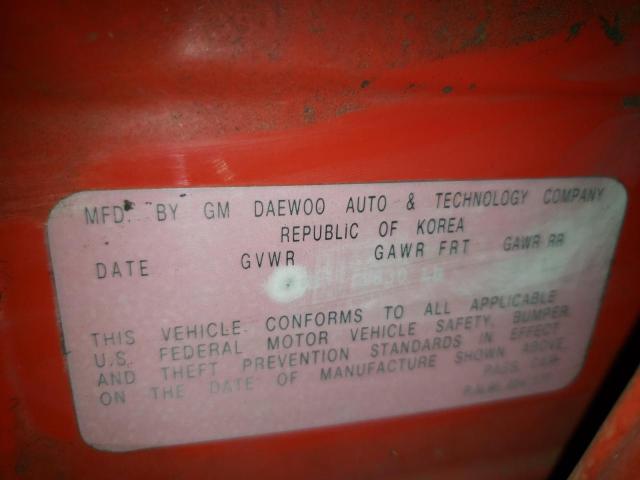 MFD. BY GM DAEWOO AUTO & TECHNOLOGY COMPANY
REPUBLIC OF KOREA
DATE GVWR GAWR FRT GAWR RR
THIS VEHICLE CONFORMS TO ALL APPLICABLE
U.S. FEDERAL MOTOR VEHICLE SAFETY, BUMPER,
AND THEFT PREVENTION STANDARDS IN EFFECT
ON THE DATE OF MANUFACTURE SHOWN ABOVE.
PASS. CAR